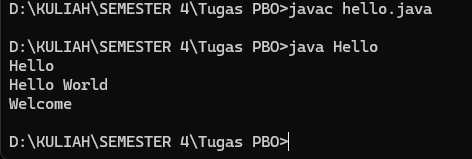 D:\KULIAH\SEMESTER 4\Tugas PBO>javac hello.java
D:\KULIAH\SEMESTER 4\Tugas PBO>java Hello
Hello
Hello World
Welcome
D:\KULIAH\SEMESTER 4\Tugas PBO>